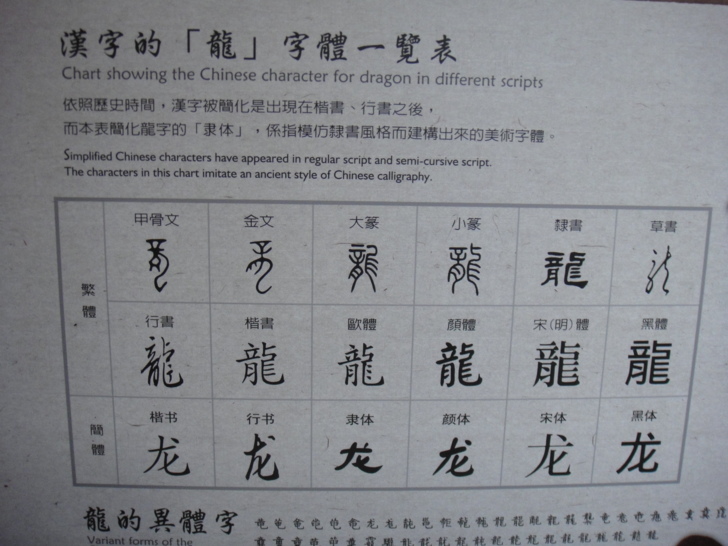 漢字的「龍」字體一覽表
Chart showing the Chinese character for dragon in different scripts
依照歷史時間，漢字被簡化是出現在楷書、行書之後，
而本表簡化龍字的「隶体」，係指模仿隸書風格而建構出來的美術字體。
Simplified Chinese characters have appeared in regular script and semi-cursive script.
The characters in this chart imitate an ancient style of Chinese calligraphy.
繁體
甲骨文 金文 大篆 小篆 隸書 草書
龍 龍 龍 龍 龍 龍
行書 楷書 歐體 顏體 宋(明)體 黑體
龍 龍 龍 龍 龍 龍
簡體
楷书 行书 隶体 颜体 宋体 黑体
龙 龙 龙 龙 龙 龙
龍的異體字
Variant forms of the